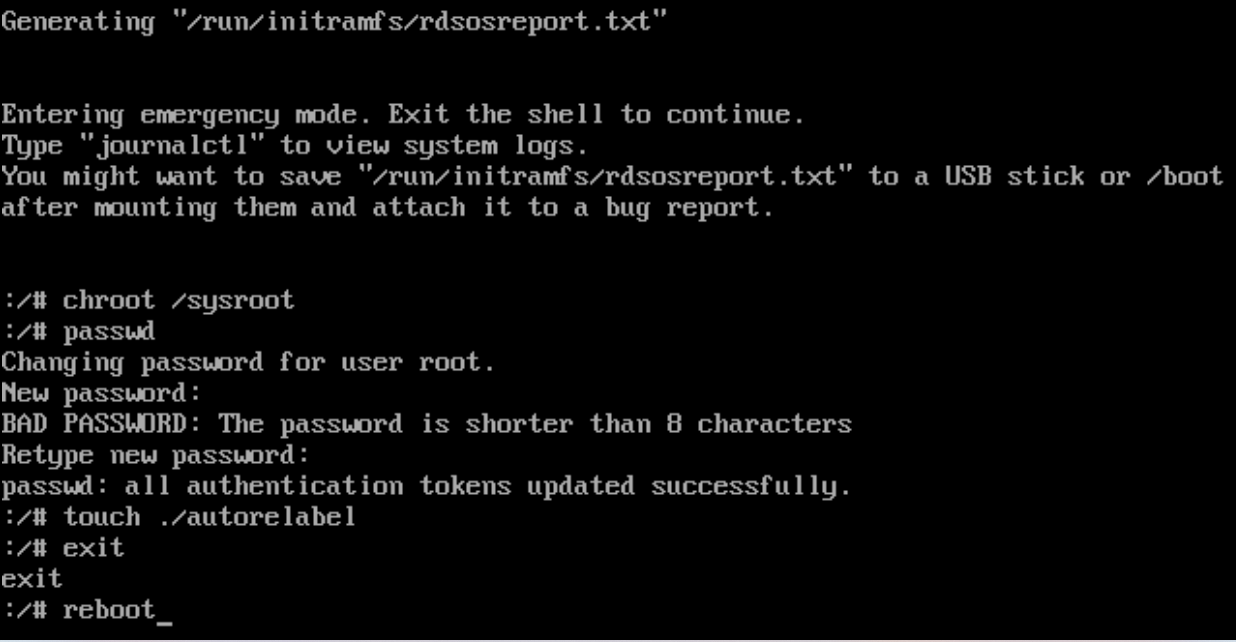 Generating "/run/initramfs/rdsosreport.txt"
Entering emergency mode. Exit the shell to continue.
Type "journalctl" to view system logs.
You might want to save "/run/initramfs/rdsosreport.txt" to a USB stick or /boot
after mounting them and attach it to a bug report.
:/# chroot /sysroot
:/# passwd
Changing password for user root.
New password:
BAD PASSWORD: The password is shorter than 8 characters
Retype new password:
passwd: all authentication tokens updated successfully.
:/# touch ./autorelabel
:/# exit
exit
:/# reboot_